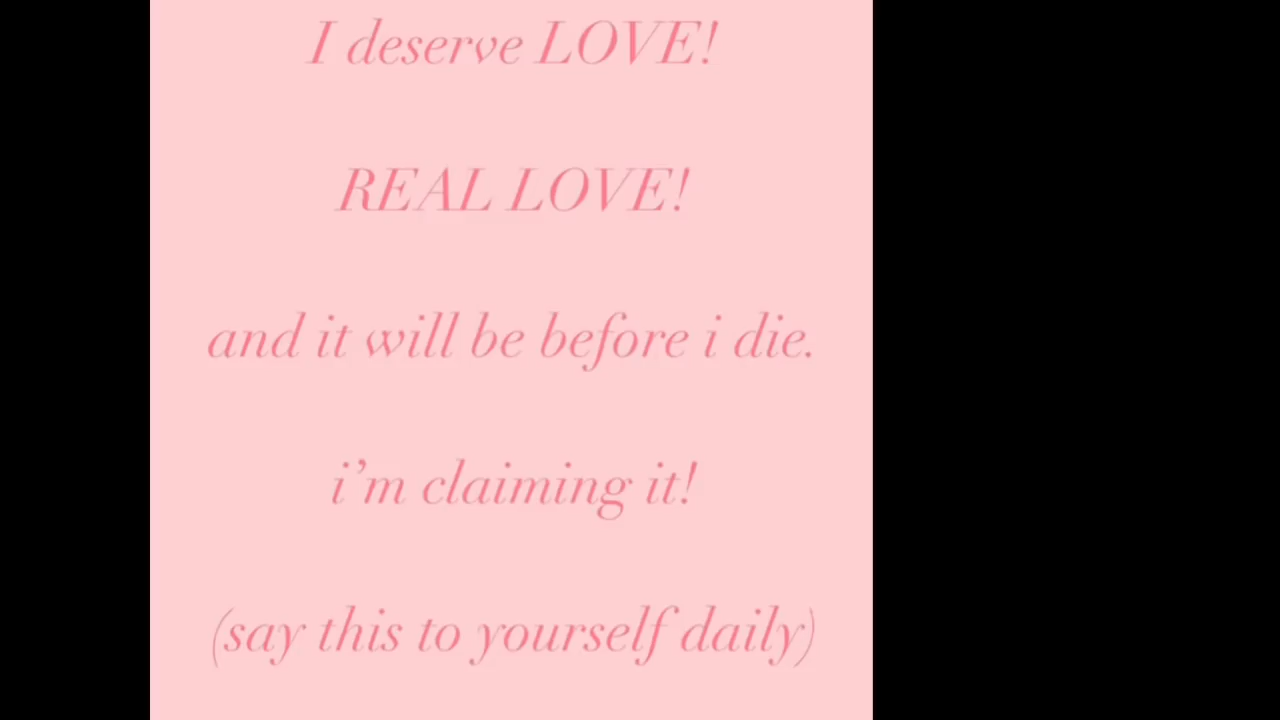 I deserve LOVE!
REAL LOVE!
and it will be before i die.
i’m claiming it!
(say this to yourself daily)